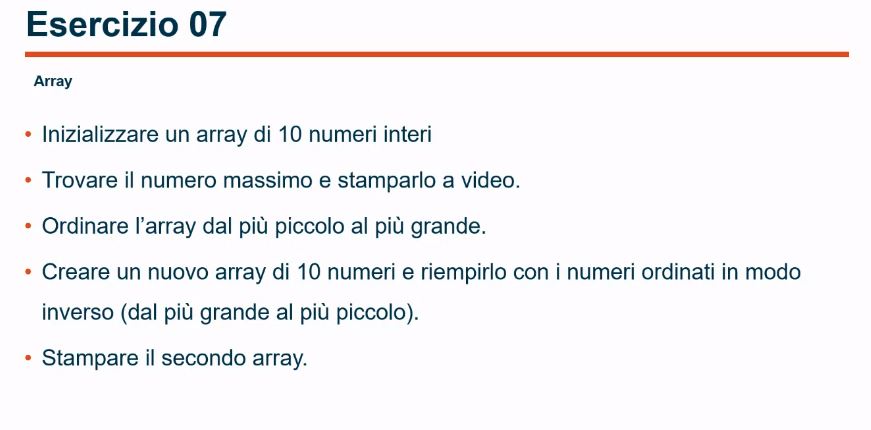 Esercizio 07
Array
• Inizializzare un array di 10 numeri interi
• Trovare il numero massimo e stamparlo a video.
• Ordinare l’array dal più piccolo al più grande.
• Creare un nuovo array di 10 numeri e riempirlo con i numeri ordinati in modo
inverso (dal più grande al più piccolo).
• Stampare il secondo array.